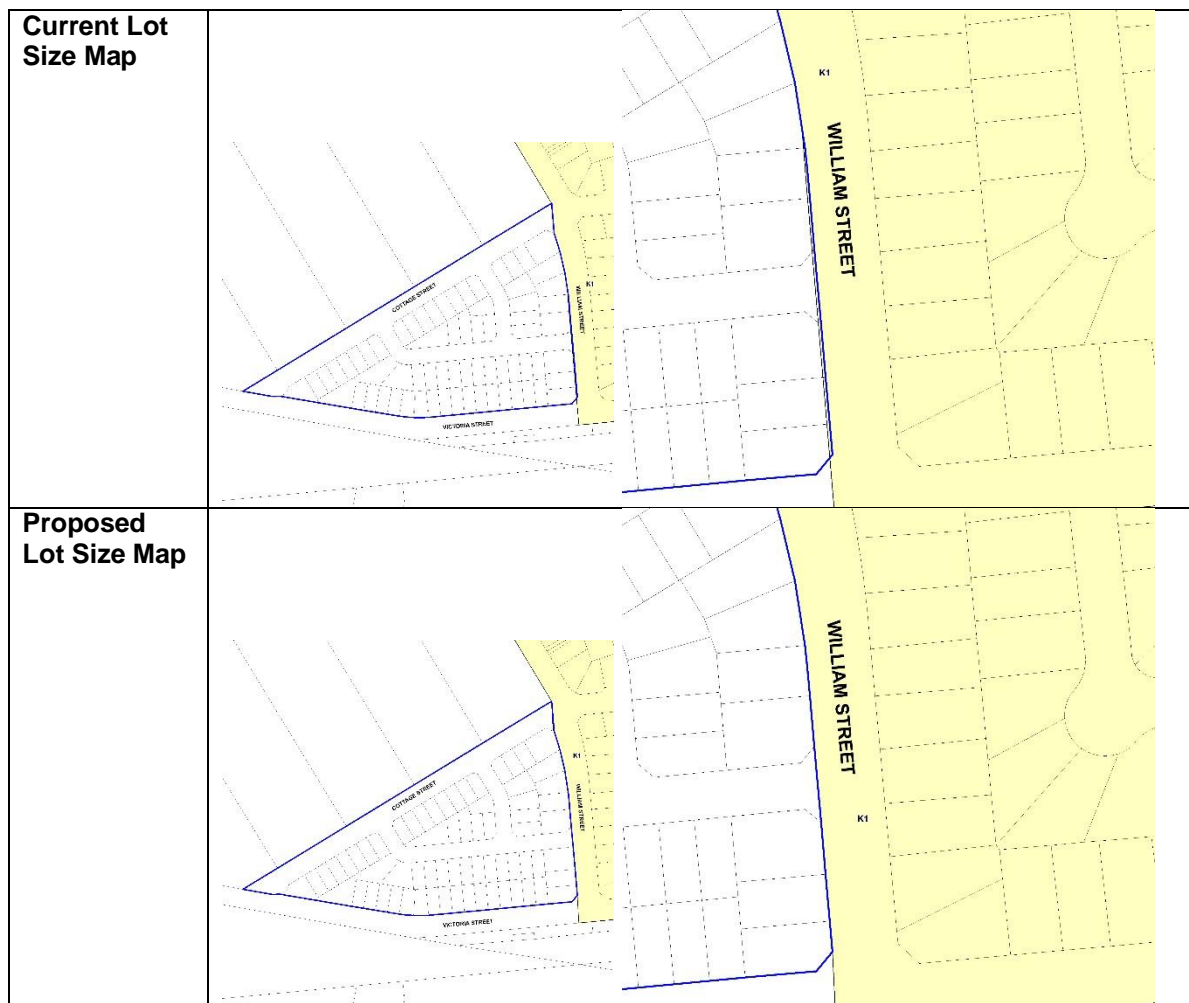 Current Lot
Size Map
COTTAGE STREET
K1
WILLIAM STREET
VICTORIA STREET
K1
WILLIAM STREET
Proposed
Lot Size Map
COTTAGE STREET
K1
WILLIAM STREET
VICTORIA STREET
WILLIAM STREET
K1